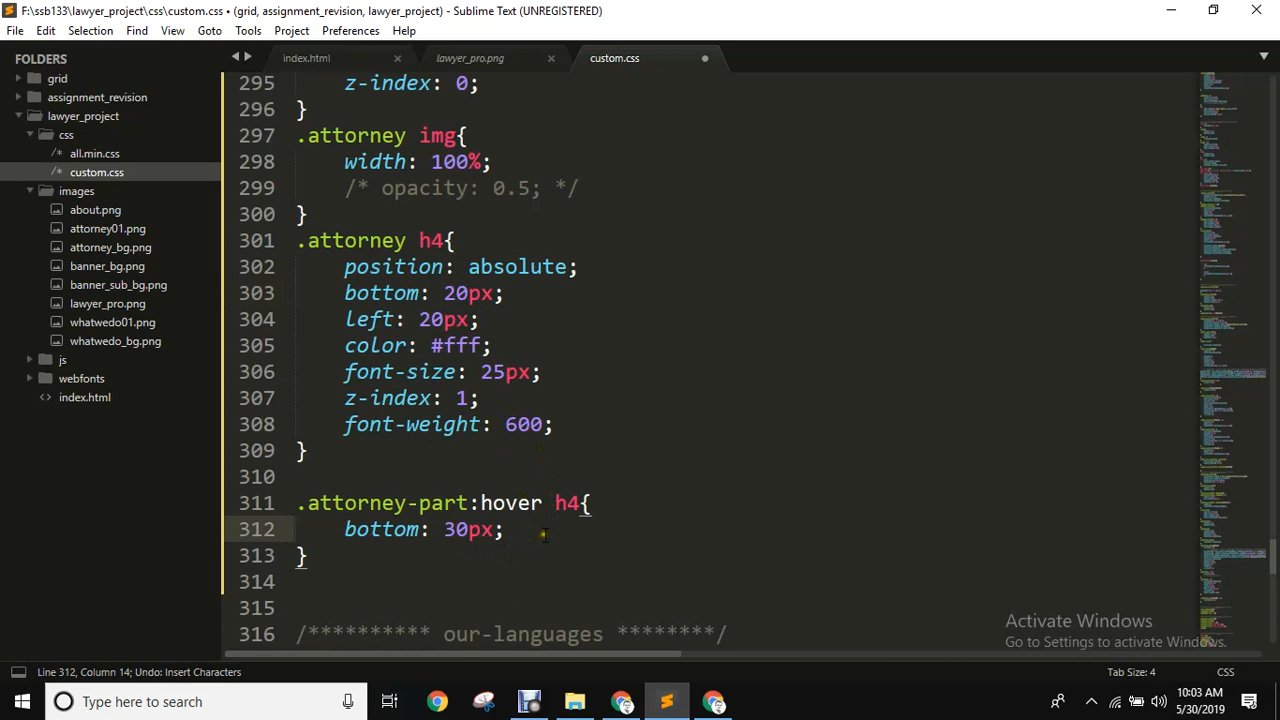 F:\ssb133\lawyer_project\css\custom.css • (grid, assignment_revision, lawyer_project) - Sublime Text (UNREGISTERED)
File Edit Selection Find View Goto Tools Project Preferences Help
FOLDERS
grid
assignment_revision
lawyer_project
css
/* all.min.css
/* custom.css
images
about.png
attorney01.png
attorney_bg.png
banner_bg.png
banner_sub_bg.png
lawyer_pro.png
whatwedo01.png
whatwedo_bg.png
js
webfonts
<> index.html
index.html lawyer_pro.png custom.css
295 z-index: 0;
296 }
297 .attorney img{
298 width: 100%;
299 /* opacity: 0.5; */
300 }
301 .attorney h4{
302 position: absolute;
303 bottom: 20px;
304 left: 20px;
305 color: #fff;
306 font-size: 25px;
307 z-index: 1;
308 font-weight: 600;
309 }
310
311 .attorney-part:hover h4{
312 bottom: 30px;
313 }
314
315
316 /********** our-languages ********/
Activate Windows
Go to Settings to activate Windows.
Line 312, Column 14; Undo: Insert Characters Tab Size: 4 CSS
Type here to search
10:03 AM
5/30/2019